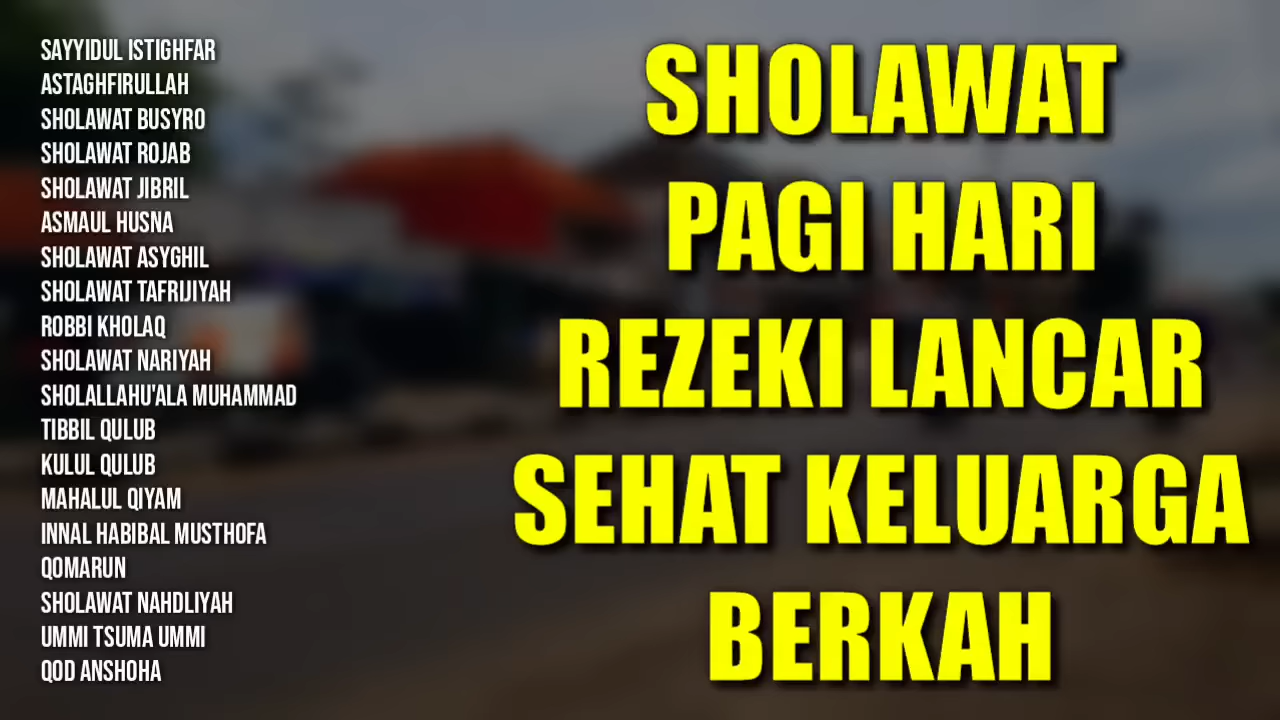 SAYYIDUL ISTIGHFAR
ASTAGHFIRULLAH
SHOLAWAT BUSYRO
SHOLAWAT ROJAB
SHOLAWAT JIBRIL
ASMAUL HUSNA
SHOLAWAT ASYGHIL
SHOLAWAT TAFRIJIYAH
ROBBI KHOLAQ
SHOLAWAT NARIYAH
SHOLALLAHU'ALA MUHAMMAD
TIBBIL QULUB
KULUL QULUB
MAHALUL QIYAM
INNAL HABIBAL MUSTHOFA
QOMARUN
SHOLAWAT NAHDLIYAH
UMMI TSUMA UMMI
QOD ANSHOHA
SHOLAWAT
PAGI HARI
REZEKI LANCAR
SEHAT KELUARGA
BERKAH